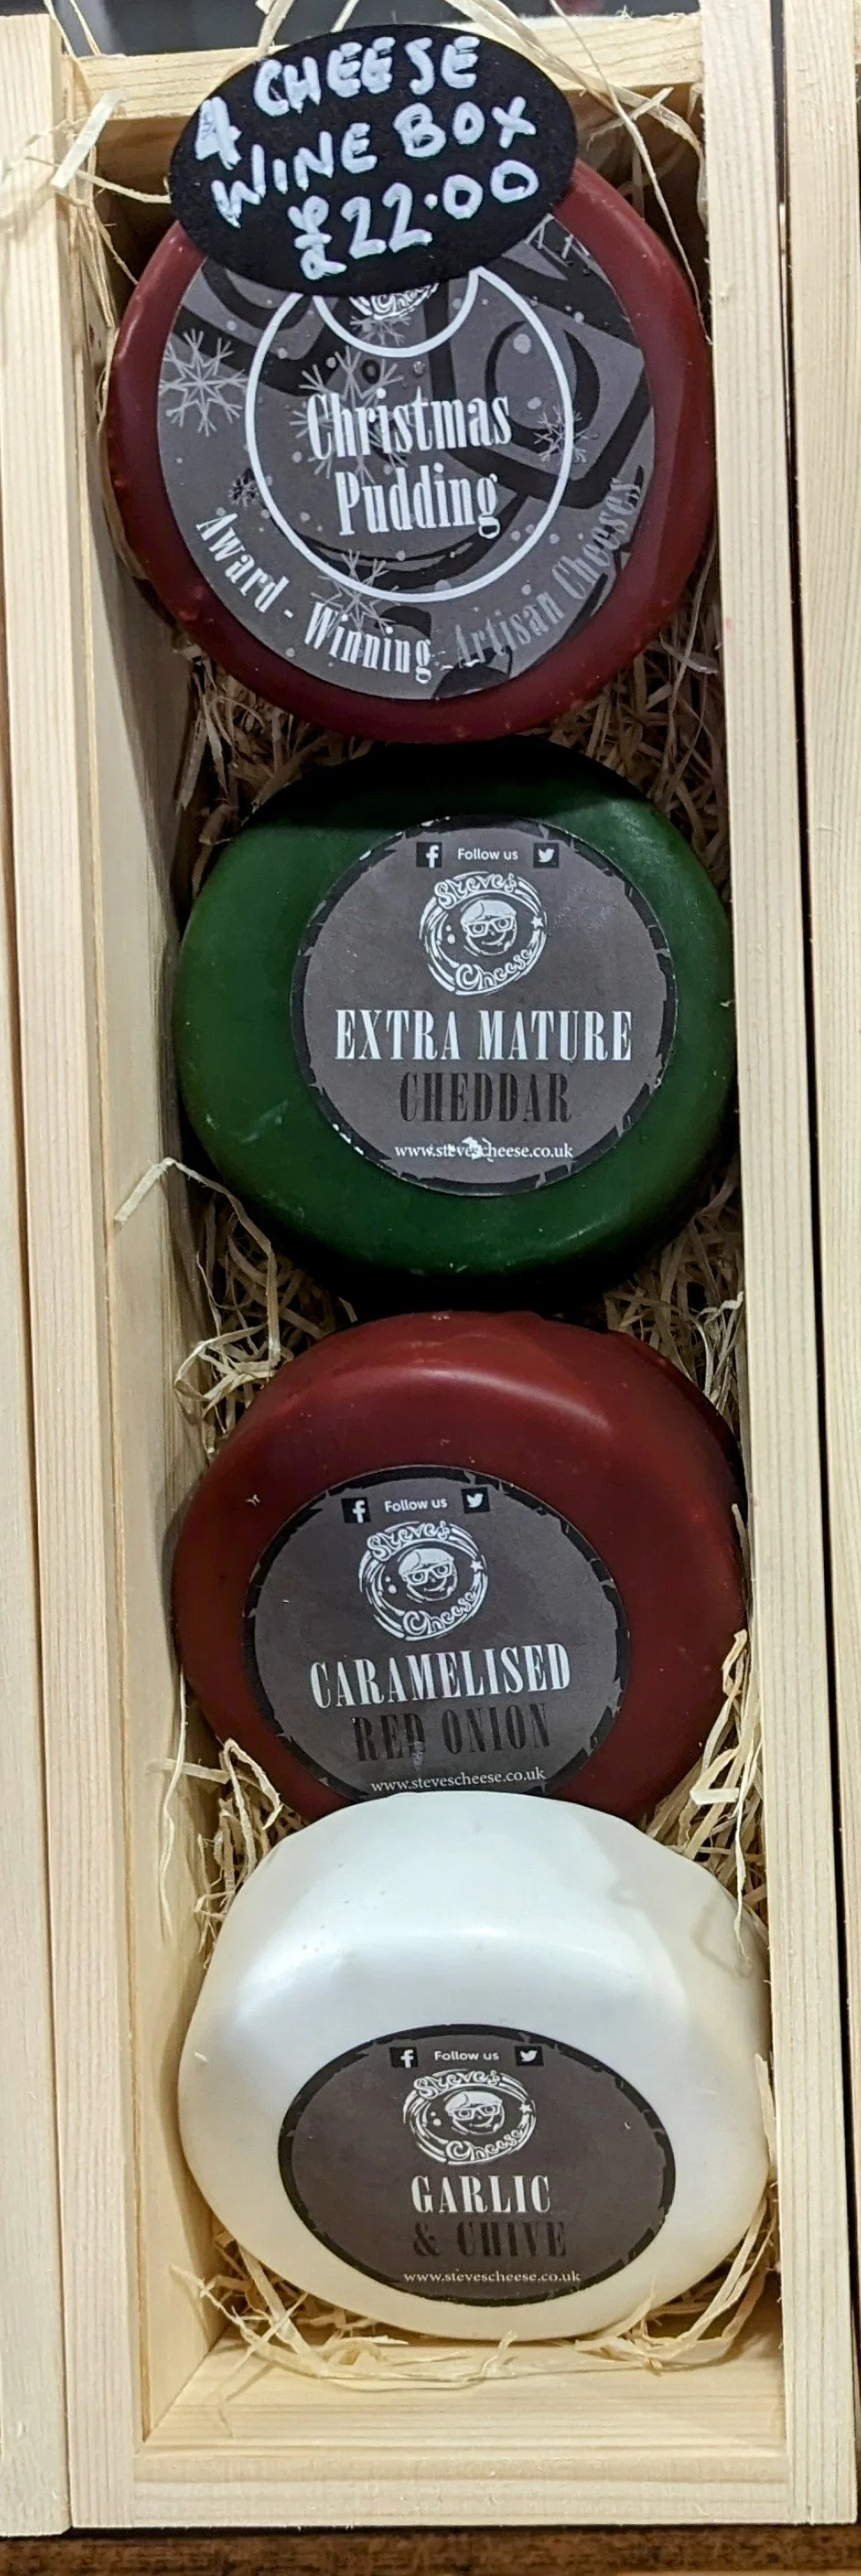 4 CHEESE
WINE BOX
£22.00
Cheese
Christmas
Pudding
Award - Winning Artisan Cheeses
Follow us
Steve's
Cheese
EXTRA MATURE
CHEDDAR
www.stevescheese.co.uk
Follow us
Steve's
Cheese
CARAMELISED
RED ONION
www.stevescheese.co.uk
Follow us
Steve's
Cheese
GARLIC
& CHIVE
www.stevescheese.co.uk